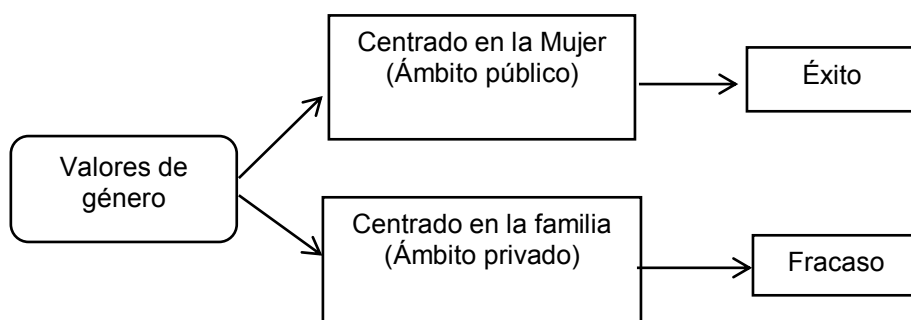 Centrado en la Mujer
(Ámbito público)
Éxito
Valores de
género
Centrado en la familia
(Ámbito privado)
Fracaso